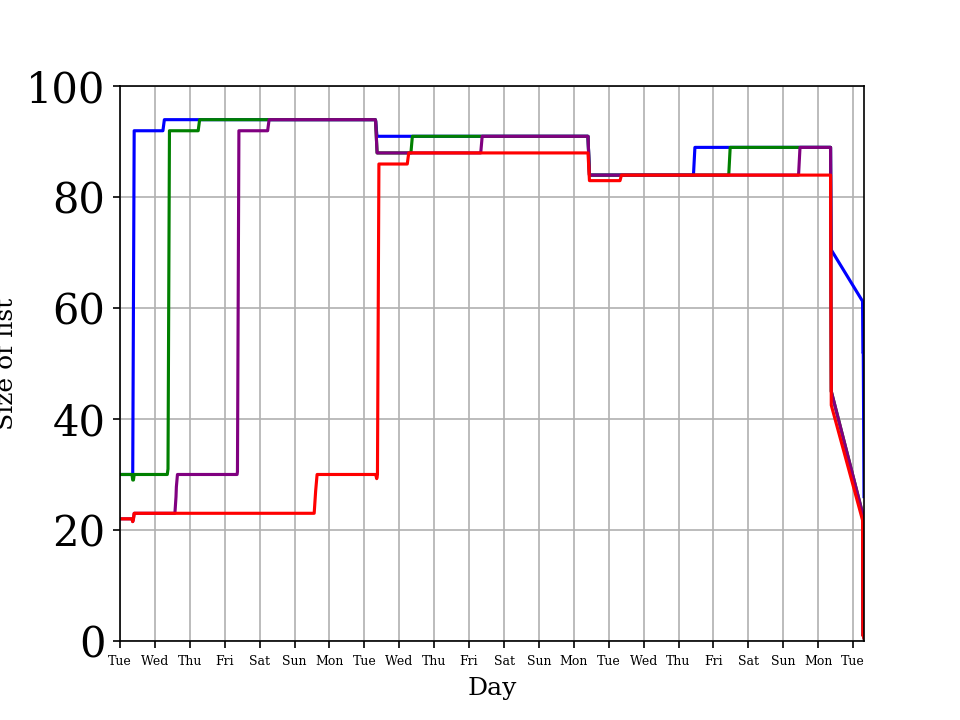 100
80
60
40
20
0
Size of list
Tue Wed Thu Fri Sat Sun Mon Tue Wed Thu Fri Sat Sun Mon Tue Wed Thu Fri Sat Sun Mon Tue
Day